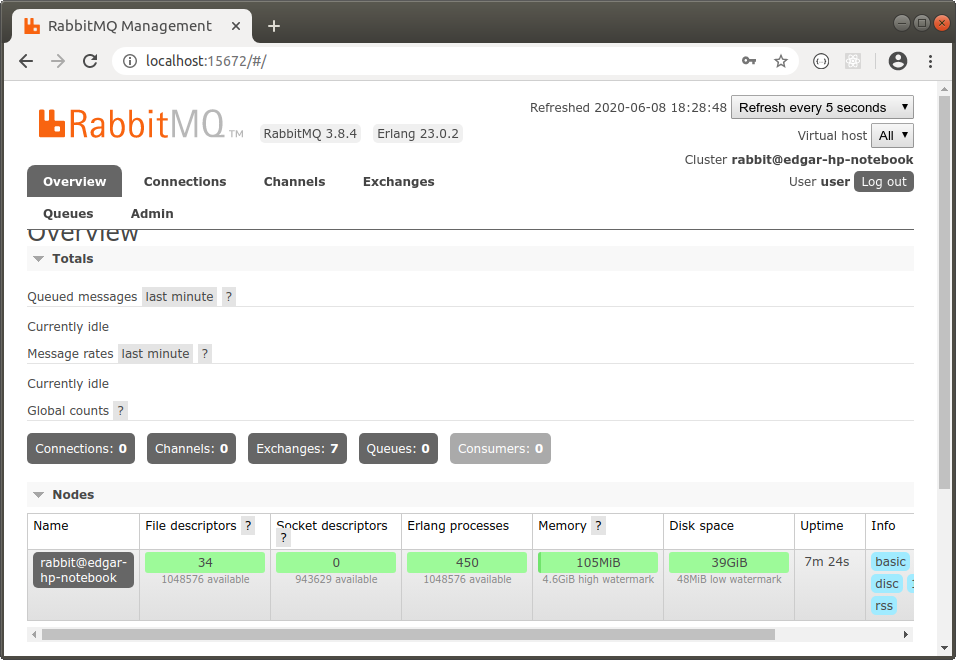 RabbitMQ Management
localhost:15672/#/
RabbitMQ TM
RabbitMQ 3.8.4
Erlang 23.0.2
Refreshed 2020-06-08 18:28:48
Refresh every 5 seconds
Virtual host All
Cluster rabbit@edgar-hp-notebook
User user Log out
Overview Connections Channels Exchanges
Queues Admin
Overview
Totals
Queued messages last minute ?
Currently idle
Message rates last minute ?
Currently idle
Global counts ?
Connections: 0 Channels: 0 Exchanges: 7 Queues: 0 Consumers: 0
Nodes
Name File descriptors ? Socket descriptors ? Erlang processes Memory ? Disk space Uptime Info
rabbit@edgar-
hp-notebook
34
1048576 available
0
943629 available
450
1048576 available
105MiB
4.6GiB high watermark
39GiB
48MiB low watermark
7m 24s
basic
disc
rss